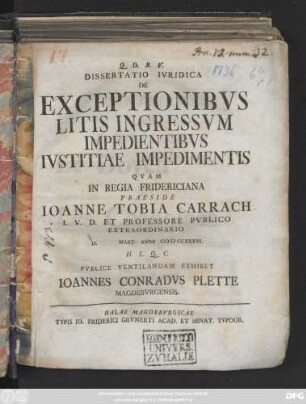 Q. D. B. V.
DISSERTATIO IVRIDICA
DE
EXCEPTIONIBVS
LITIS INGRESSVM
IMPEDIENTIBVS
IVSTITIAE IMPEDIMENTIS
QVAM
IN REGIA FRIDERICIANA
PRAESIDE
IOANNE TOBIA CARRACH
I. V. D. ET PROFESSORE PVBLICO
EXTRAORDINARIO
D. MART. ANNI
H. L. Q. C.
PVBLICE VENTILANDAM EXHIBET
IOANNES CONRADVS PLETTE
MAGDEBVRGENSIS.
HALAE MAGDEBVRGICAE
TYPIS IO. FRIDERICI GRVNERTI ACAD. ET SENAT. TYPOGR.